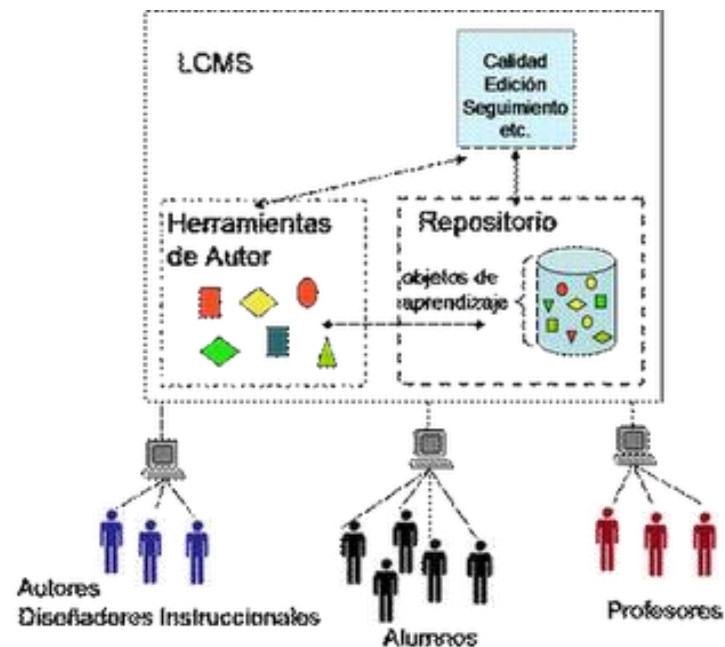 LCMS
Calidad
Edición
Seguimiento
etc.
Herramientas
de Autor
Repositorio
objetos de
aprendizaje
Autores
Diseñadores Instruccionales
Alumnos
Profesores